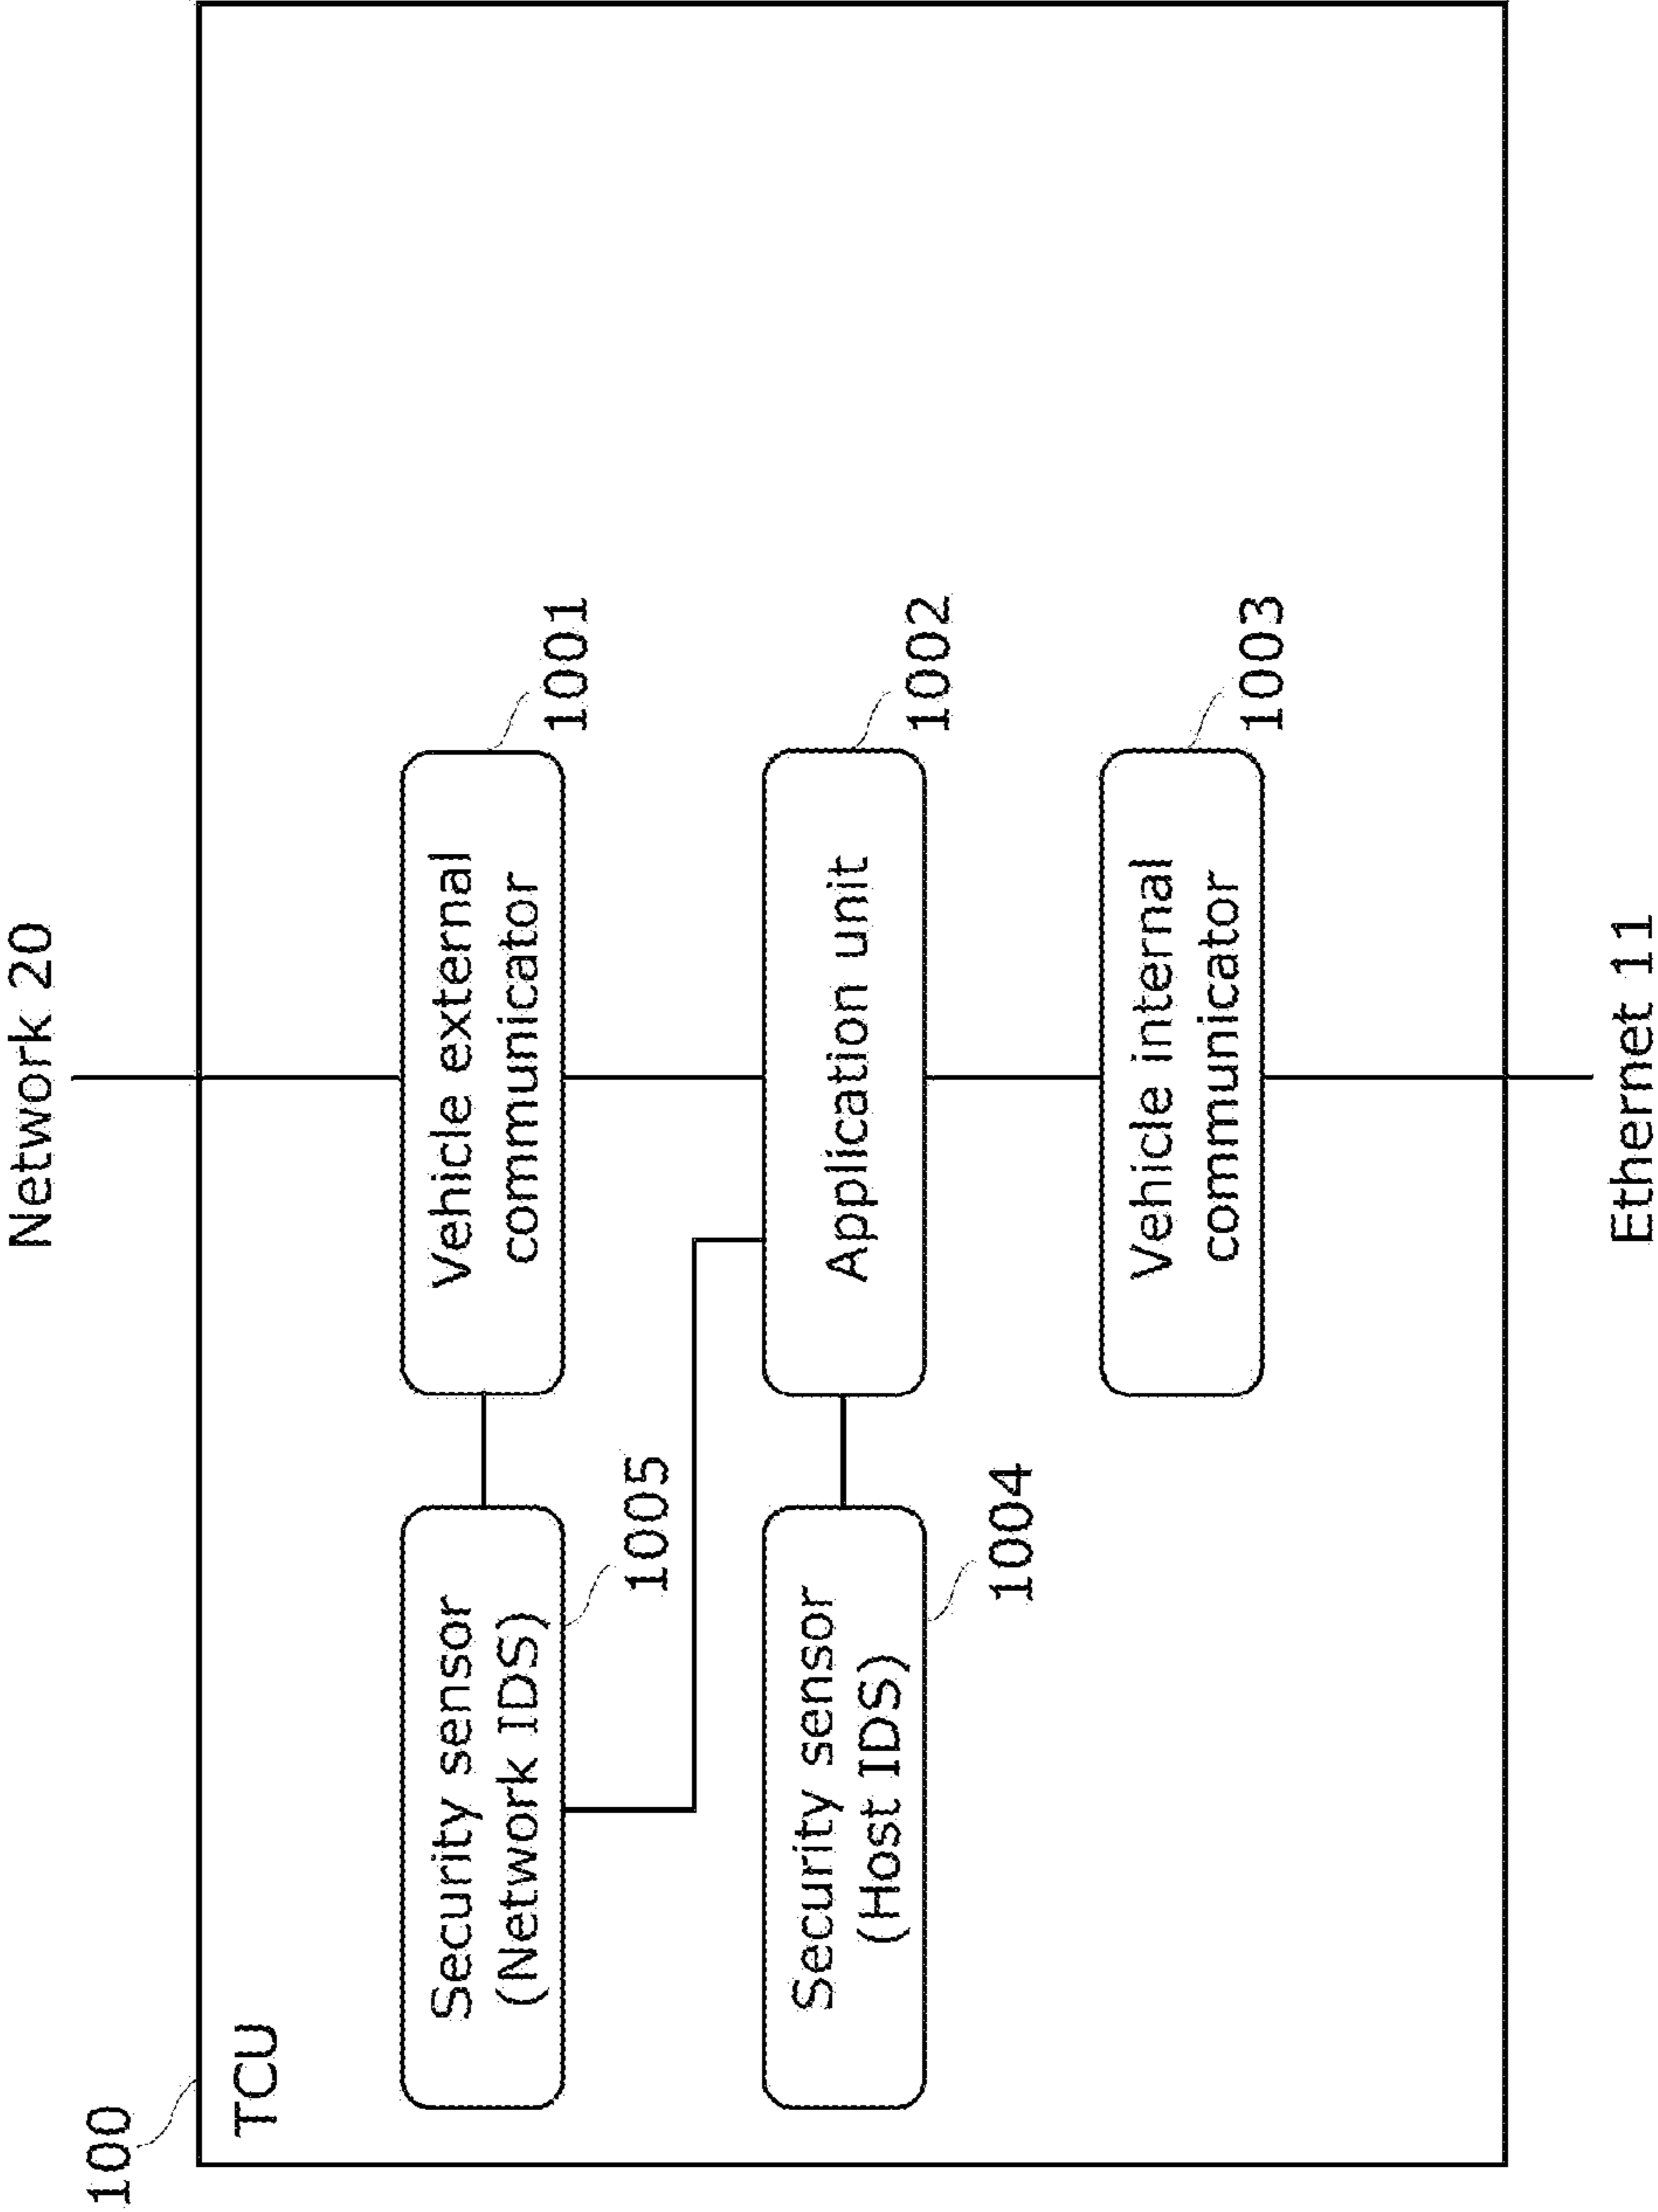 Network 20
100
TCU
Security sensor
(Network IDS)
1005
Vehicle external
communicator
1001
Security sensor
(Host IDS)
1004
Application unit
1002
Vehicle internal
communicator
1003
Ethernet 11